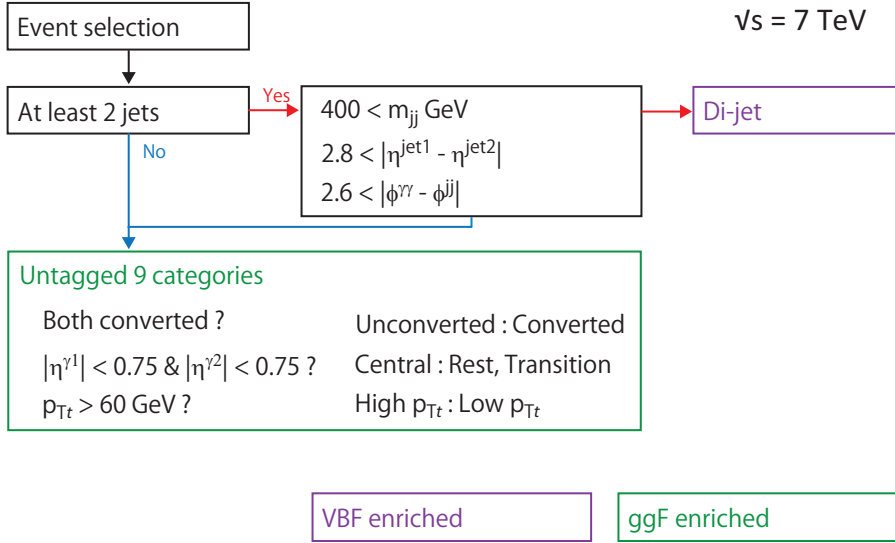 Event selection
√s = 7 TeV
At least 2 jets
Yes
400 < m_jj GeV
Di-jet
No
2.8 < |η^jet1 - η^jet2|
2.6 < |ϕ^γγ - ϕ^jj|
Untagged 9 categories
Both converted ?
Unconverted : Converted
|η^γ1| < 0.75 & |η^γ2| < 0.75 ?
Central : Rest, Transition
p_Tt > 60 GeV ?
High p_Tt : Low p_Tt
VBF enriched
ggF enriched